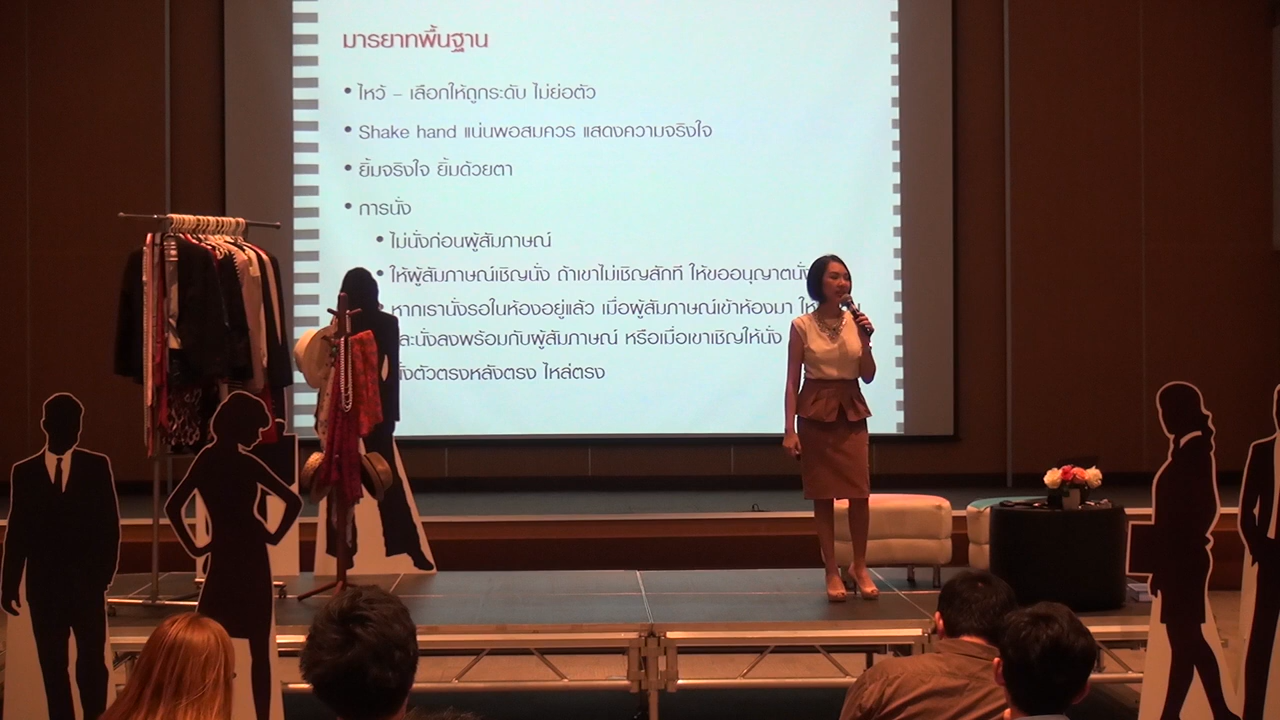 มารยาทพื้นฐาน
• ไหว้ – เลือกให้ถูกระดับ ไม่ย่อตัว
• Shake hand แน่นพอสมควร แสดงความจริงใจ
• ยิ้มจริงใจ ยิ้มด้วยตา
• การนั่ง
• ไม่นั่งก่อนผู้สัมภาษณ์
• ให้ผู้สัมภาษณ์เชิญนั่ง ถ้าเขาไม่เชิญสักที ให้ขออนุญาตนั่ง
• หากเรานั่งรอในห้องอยู่แล้ว เมื่อผู้สัมภาษณ์เข้าห้องมา
นั่งลงพร้อมกับผู้สัมภาษณ์ หรือเมื่อเขาเชิญให้นั่ง
ตัวตรงหลังตรง ไหล่ตรง